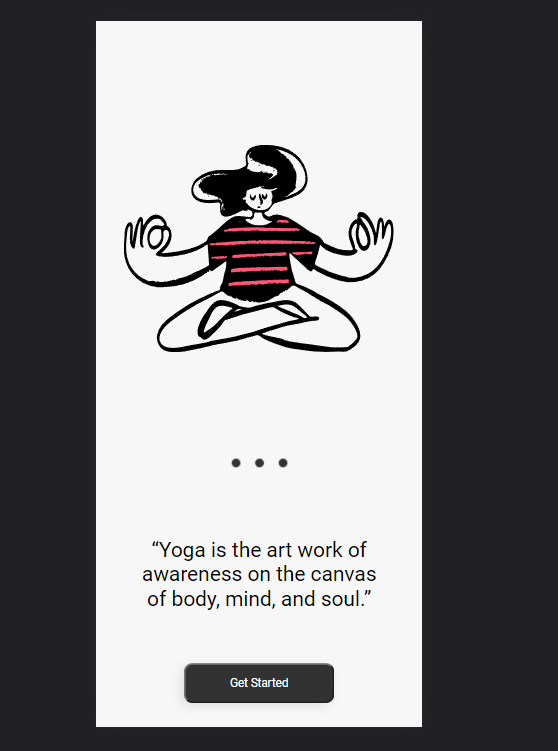 “Yoga is the art work of
awareness on the canvas
of body, mind, and soul.”
Get Started